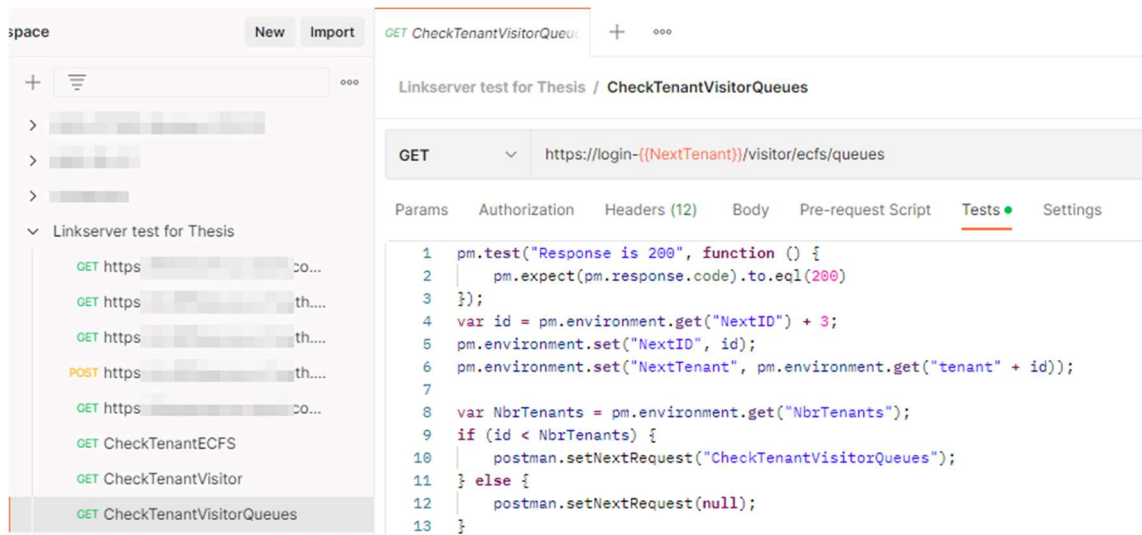 space New Import
GET CheckTenantVisitorQueue
Linkserver test for Thesis / CheckTenantVisitorQueues
GET https://login-{{NextTenant}}/visitor/ecfs/queues
Params Authorization Headers (12) Body Pre-request Script Tests Settings
Linkserver test for Thesis
GET https co...
GET https th....
GET https th....
POST https th....
GET https co...
GET CheckTenantECFS
GET CheckTenantVisitor
GET CheckTenantVisitorQueues
1 pm.test("Response is 200", function () {
2 pm.expect(pm.response.code).to.eql(200)
3 });
4 var id = pm.environment.get("NextID") + 3;
5 pm.environment.set("NextID", id);
6 pm.environment.set("NextTenant", pm.environment.get("tenant" + id));
7
8 var NbrTenants = pm.environment.get("NbrTenants");
9 if (id < NbrTenants) {
10 postman.setNextRequest("CheckTenantVisitorQueues");
11 } else {
12 postman.setNextRequest(null);
13 }